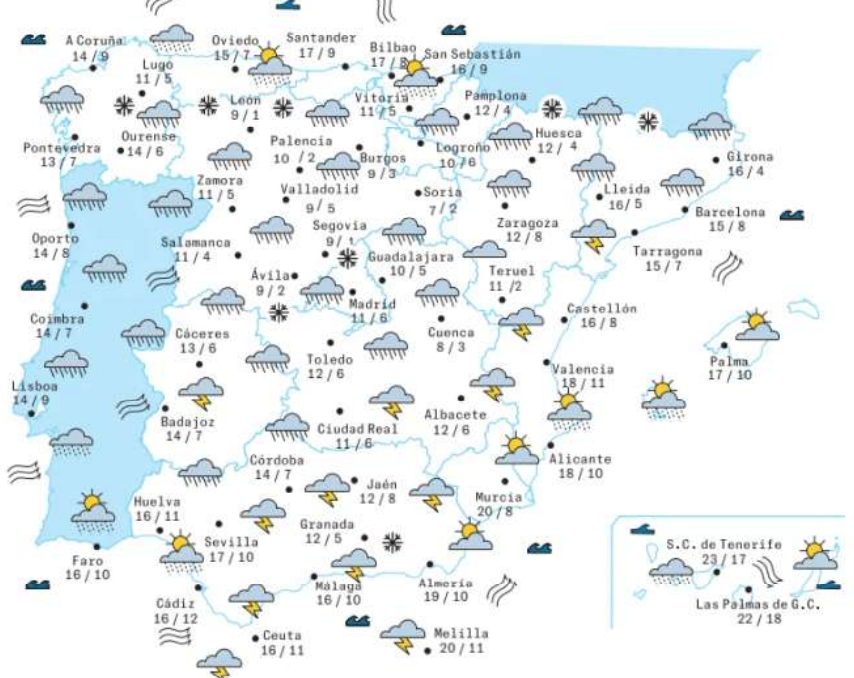 A Coruña
14 / 9
Lugo
11 / 5
Oviedo
15 / 7
Santander
17 / 9
Bilbao
17 / 8
San Sebastián
16 / 9
Vitoria
11 / 5
Pamplona
12 / 4
León
9 / 1
Pontevedra
13 / 7
Ourense
14 / 6
Palencia
10 / 2
Burgos
9 / 3
Logroño
10 / 6
Huesca
12 / 4
Girona
16 / 4
Zamora
11 / 5
Valladolid
9 / 5
Soria
7 / 2
Zaragoza
12 / 8
Lleida
16 / 5
Barcelona
15 / 8
Oporto
14 / 8
Salamanca
11 / 4
Segovia
9 / 1
Guadalajara
10 / 5
Tarragona
15 / 7
Ávila
9 / 2
Madrid
11 / 6
Teruel
11 / 2
Castellón
16 / 8
Coimbra
14 / 7
Cáceres
13 / 6
Toledo
12 / 6
Cuenca
8 / 3
Valencia
18 / 11
Palma
17 / 10
Lisboa
14 / 9
Badajoz
14 / 7
Ciudad Real
11 / 6
Albacete
12 / 6
Alicante
18 / 10
Córdoba
14 / 7
Jaén
12 / 8
Murcia
20 / 8
Huelva
16 / 11
Sevilla
17 / 10
Granada
12 / 5
Faro
16 / 10
Cádiz
16 / 12
Málaga
16 / 10
Almería
19 / 10
Ceuta
16 / 11
Melilla
20 / 11
S.C. de Tenerife
23 / 17
Las Palmas de G.C.
22 / 18